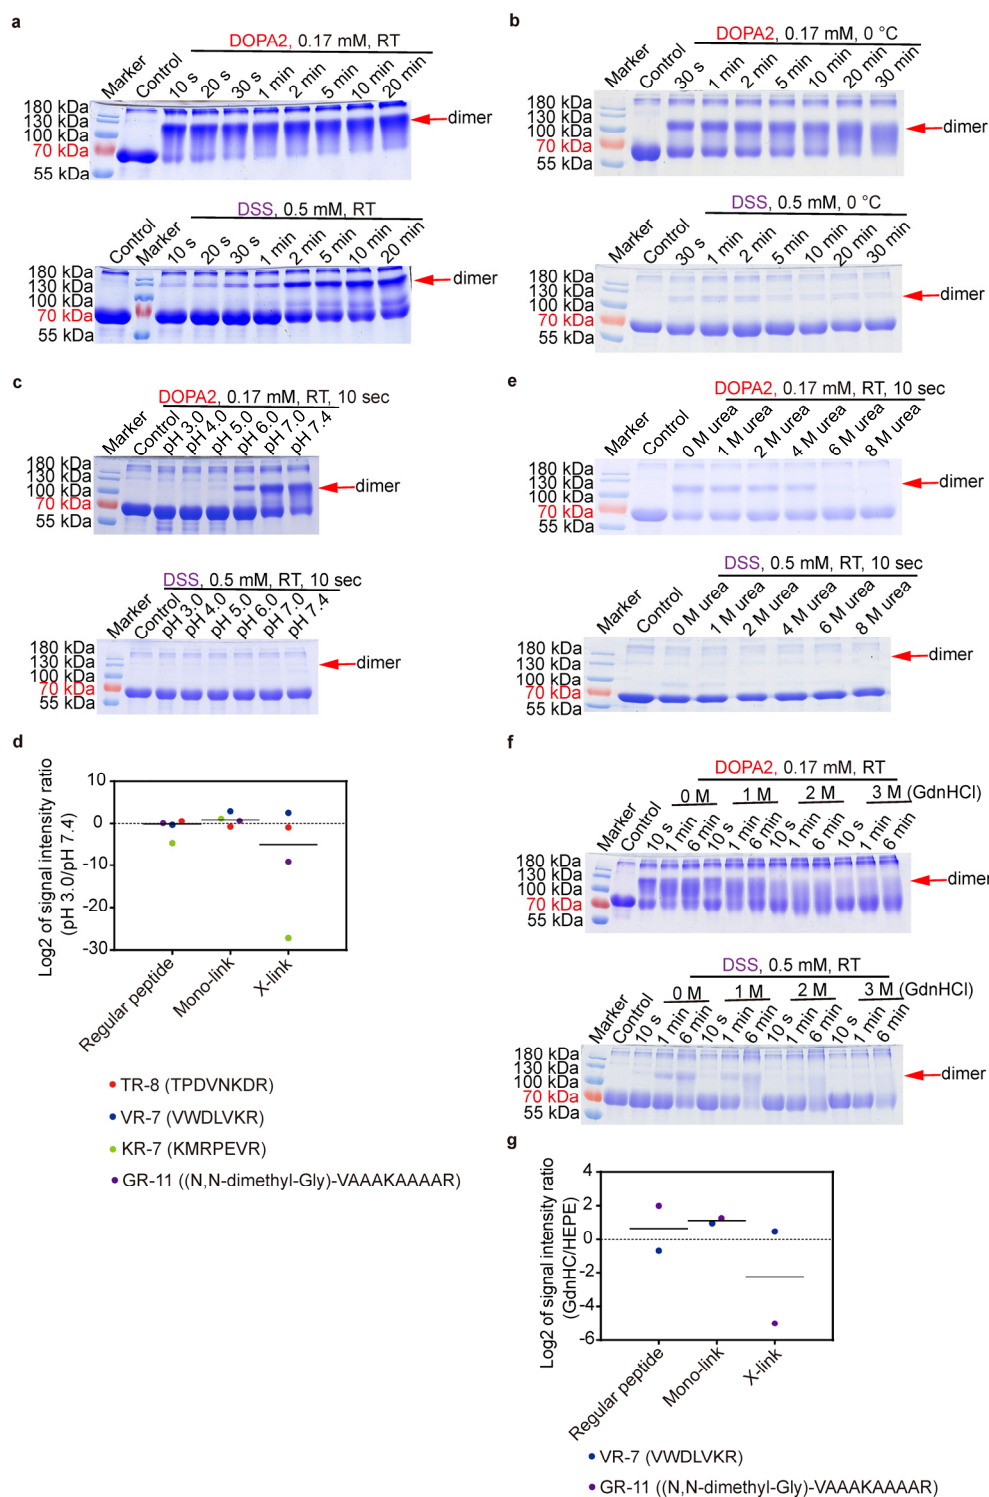 a
DOPA2, 0.17 mM, RT
Marker
Control
10 s
20 s
30 s
1 min
2 min
5 min
10 min
20 min
180 kDa
130 kDa
100 kDa
70 kDa
55 kDa
dimer
DSS, 0.5 mM, RT
Control
Marker
10 s
20 s
30 s
1 min
2 min
5 min
10 min
20 min
180 kDa
130 kDa
100 kDa
70 kDa
55 kDa
dimer
b
DOPA2, 0.17 mM, 0 °C
Marker
Control
30 s
1 min
2 min
5 min
10 min
20 min
30 min
180 kDa
130 kDa
100 kDa
70 kDa
55 kDa
dimer
DSS, 0.5 mM, 0 °C
Marker
Control
30 s
1 min
2 min
5 min
10 min
20 min
30 min
180 kDa
130 kDa
100 kDa
70 kDa
55 kDa
dimer
c
DOPA2, 0.17 mM, RT, 10 sec
Marker
Control
pH 3.0
pH 4.0
pH 5.0
pH 6.0
pH 7.0
pH 7.4
180 kDa
130 kDa
100 kDa
70 kDa
55 kDa
dimer
DSS, 0.5 mM, RT, 10 sec
Marker
Control
pH 3.0
pH 4.0
pH 5.0
pH 6.0
pH 7.0
pH 7.4
180 kDa
130 kDa
100 kDa
70 kDa
55 kDa
dimer
e
DOPA2, 0.17 mM, RT, 10 sec
Marker
Control
0 M urea
1 M urea
2 M urea
4 M urea
6 M urea
8 M urea
180 kDa
130 kDa
100 kDa
70 kDa
55 kDa
dimer
DSS, 0.5 mM, RT, 10 sec
Marker
Control
0 M urea
1 M urea
2 M urea
4 M urea
6 M urea
8 M urea
180 kDa
130 kDa
100 kDa
70 kDa
55 kDa
dimer
d
Log2 of signal intensity ratio
(pH 3.0/pH 7.4)
10
0
-10
-20
-30
Regular peptide
Mono-link
X-link
TR-8 (TPDVNKDR)
VR-7 (VWDLVKR)
KR-7 (KMRPEVR)
GR-11 ((N,N-dimethyl-Gly)-VAAAKAAAAR)
f
DOPA2, 0.17 mM, RT
0 M
1 M
2 M
3 M (GdnHCl)
Marker
Control
10 s
1 min
6 min
10 s
1 min
6 min
10 s
1 min
6 min
10 s
1 min
6 min
180 kDa
130 kDa
100 kDa
70 kDa
55 kDa
dimer
DSS, 0.5 mM, RT
0 M
1 M
2 M
3 M (GdnHCl)
Marker
Control
10 s
1 min
6 min
10 s
1 min
6 min
10 s
1 min
6 min
10 s
1 min
6 min
180 kDa
130 kDa
100 kDa
70 kDa
55 kDa
dimer
g
Log2 of signal intensity ratio
(GdnHC/HEPE)
4
2
0
-2
-4
-6
Regular peptide
Mono-link
X-link
VR-7 (VWDLVKR)
GR-11 ((N,N-dimethyl-Gly)-VAAAKAAAAR)